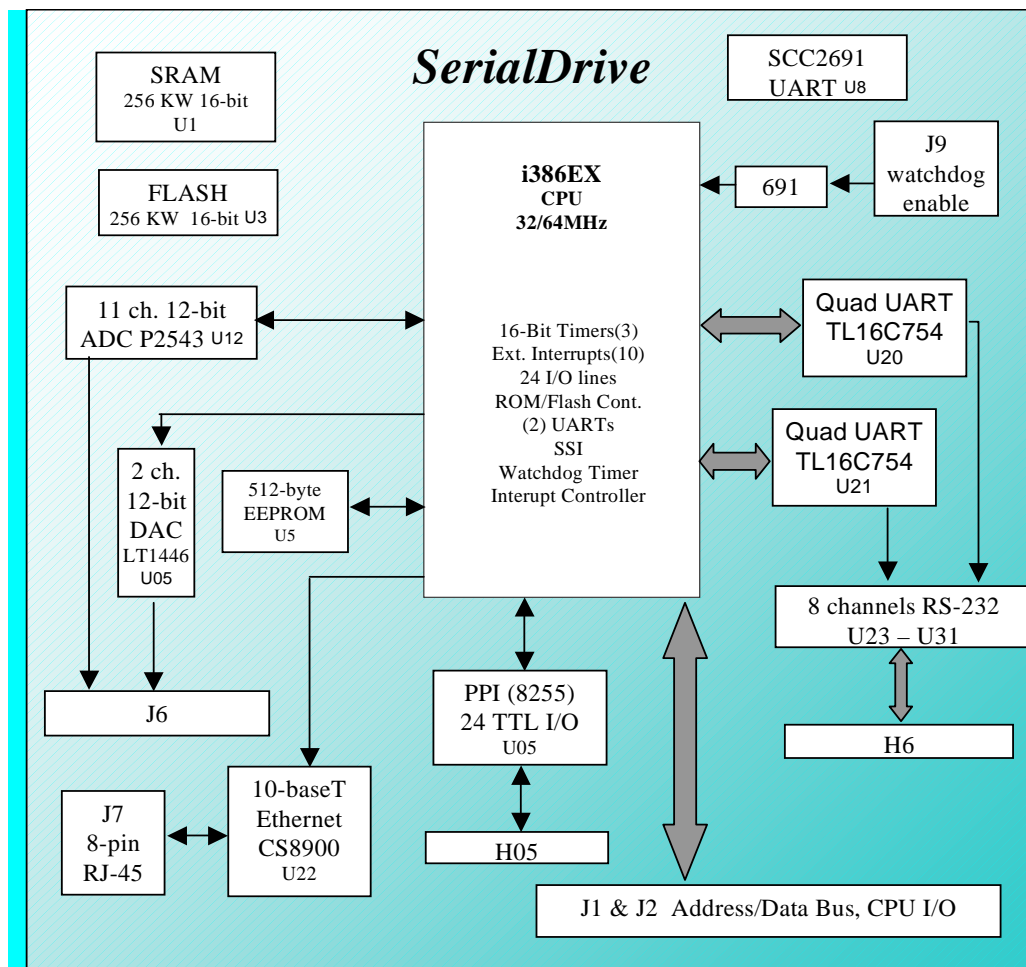 SerialDrive
SRAM
256 KW 16-bit
U1
SCC2691
UART U8
FLASH
256 KW 16-bit U3
i386EX
CPU
32/64MHz
16-Bit Timers(3)
Ext. Interrupts(10)
24 I/O lines
ROM/Flash Cont.
(2) UARTs
SSI
Watchdog Timer
Interupt Controller
691
J9
watchdog
enable
11 ch. 12-bit
ADC P2543 U12
Quad UART
TL16C754
U20
Quad UART
TL16C754
U21
2 ch.
12-bit
DAC
LT1446
U05
512-byte
EEPROM
U5
8 channels RS-232
U23 – U31
J6
PPI (8255)
24 TTL I/O
U05
H6
J7
8-pin
RJ-45
10-baseT
Ethernet
CS8900
U22
H05
J1 & J2 Address/Data Bus, CPU I/O